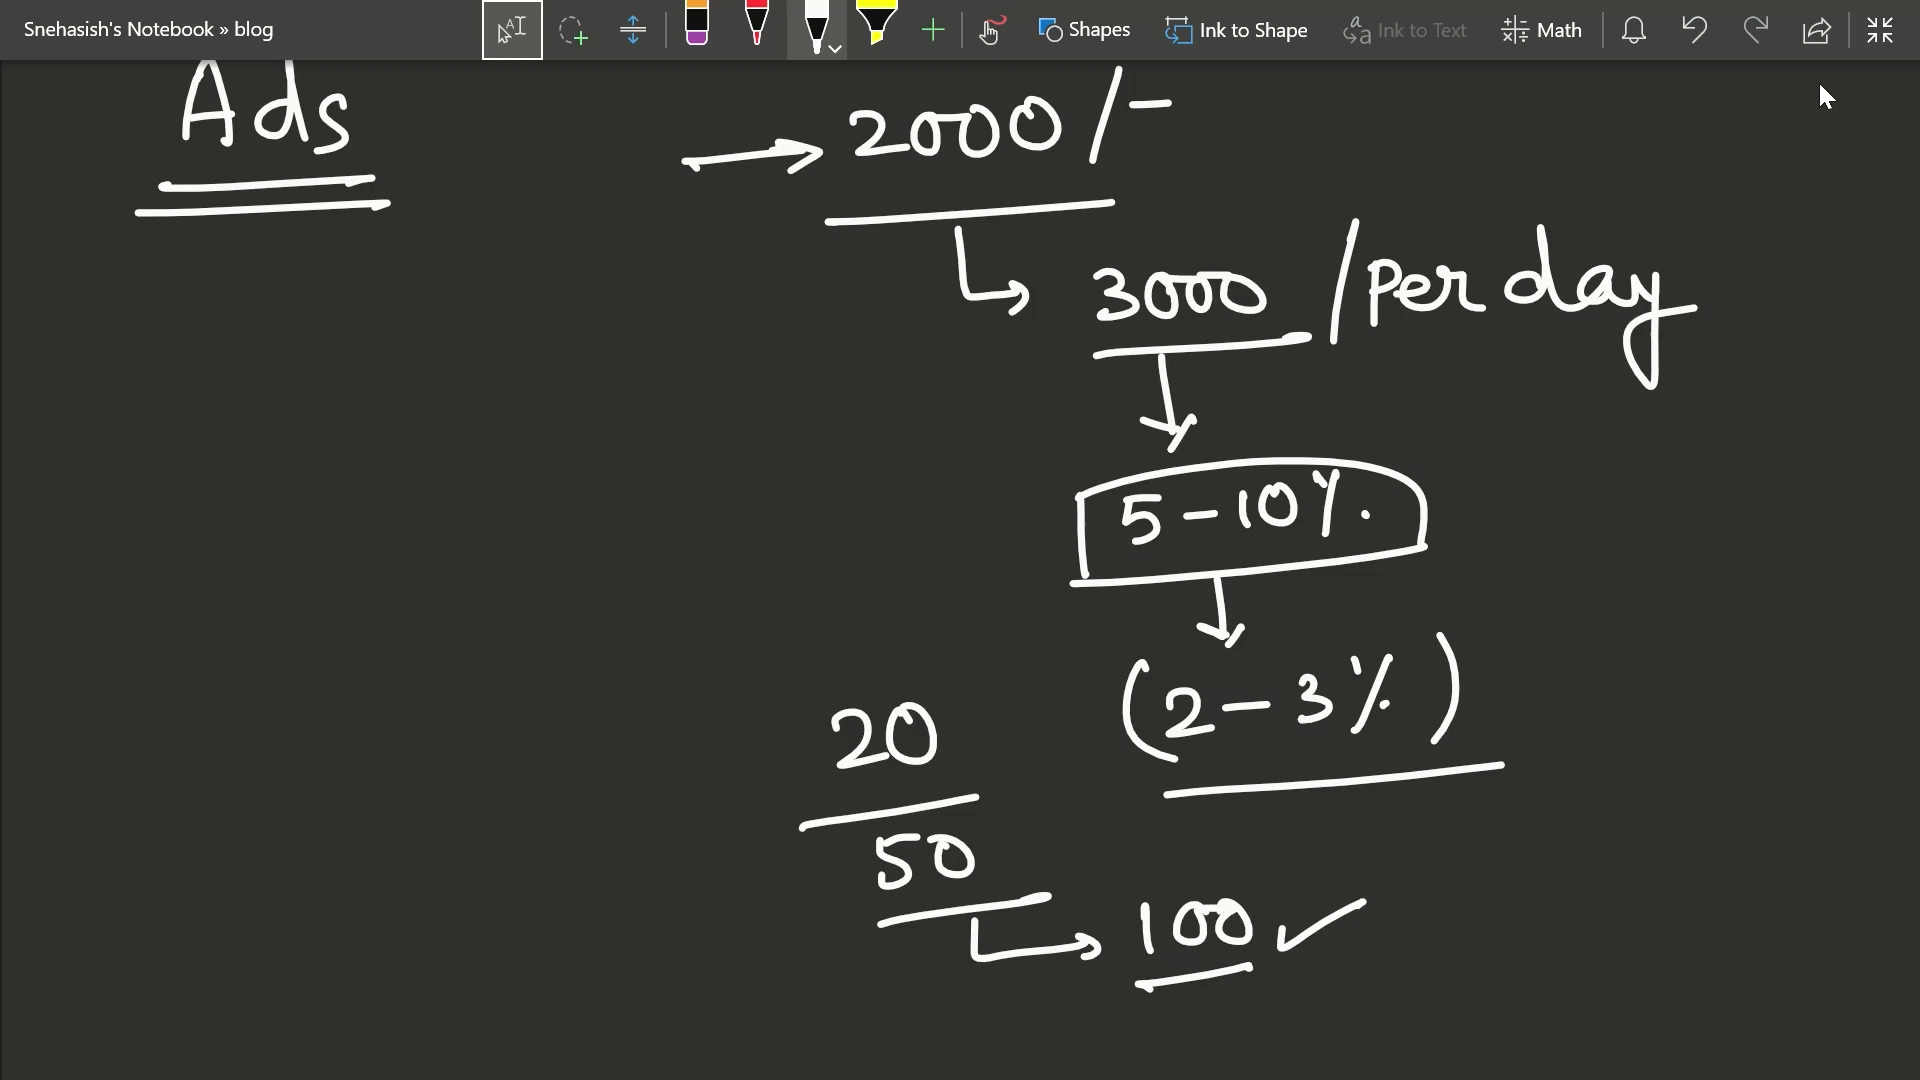 Snehasish's Notebook » blog
Shapes
Ink to Shape
Ink to Text
Math
Ads
2000/-
3000 /Per day
5-10%
(2-3%)
20
50
100